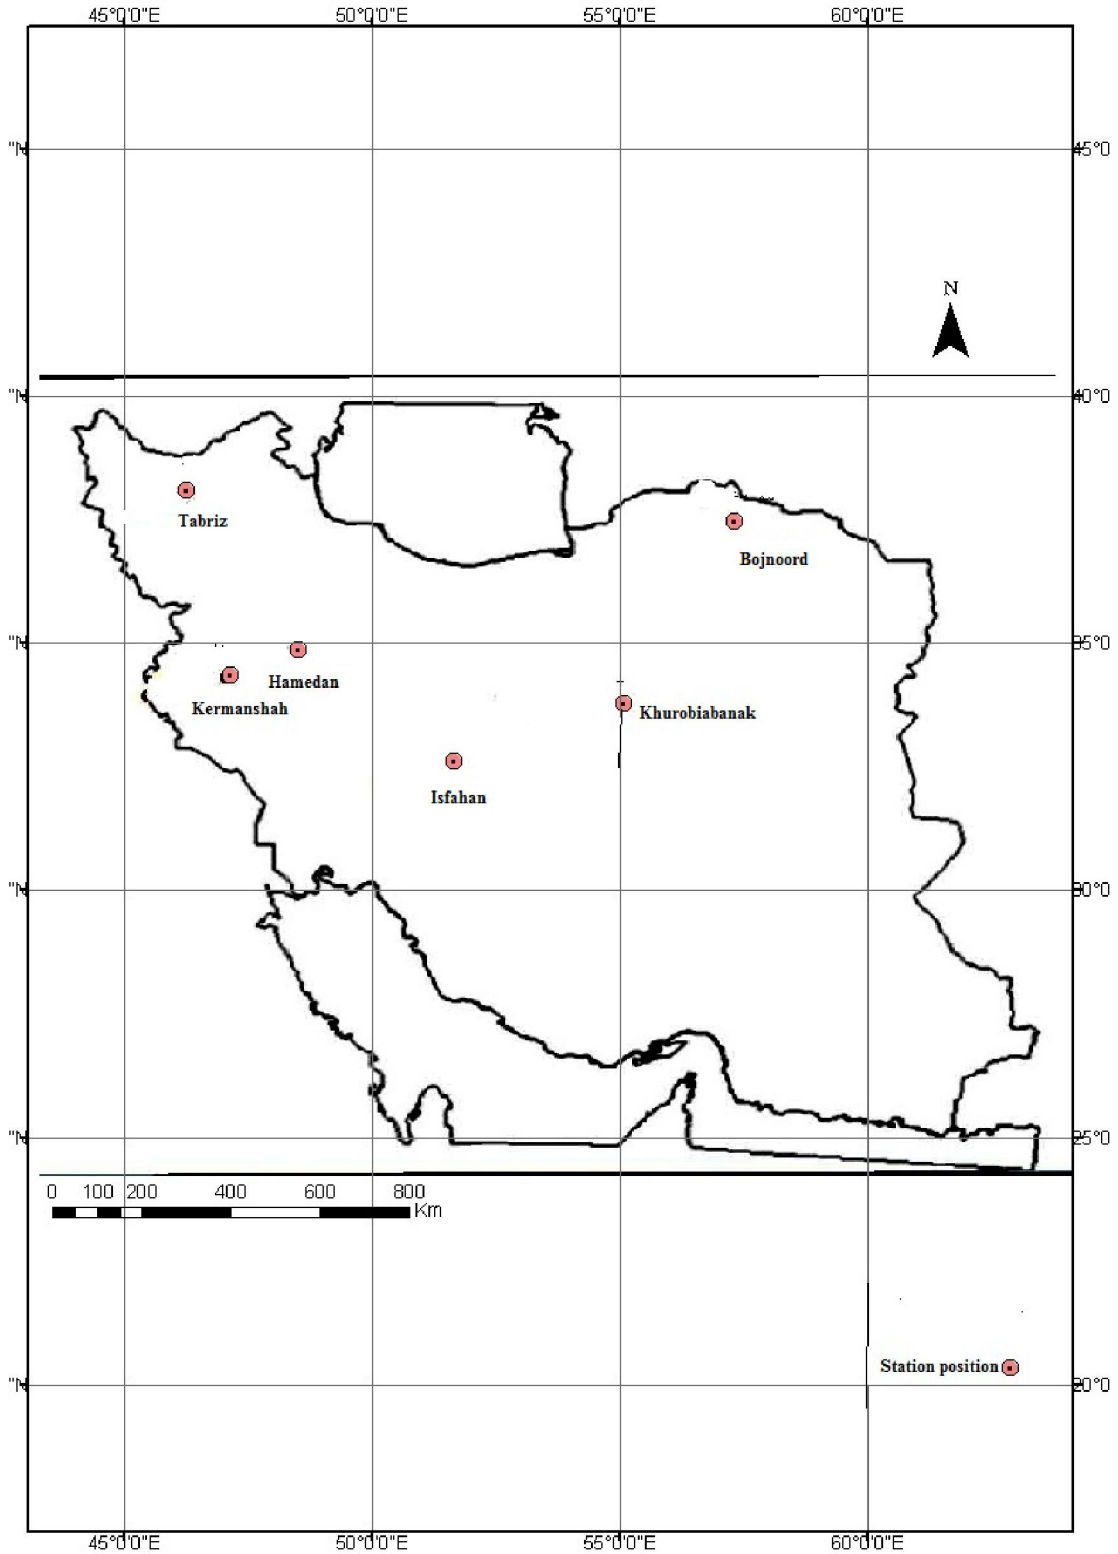 45°0'0"E 50°0'0"E 55°0'0"E 60°0'0"E
"N 45°0
N
"N 40°0
Tabriz
Bojnoord
"N 35°0
Hamedan
Kermanshah
Khurobiabanak
Isfahan
"N 30°0
"N 25°0
0 100 200 400 600 800
Km
Station position
"N 20°0
45°0'0"E 50°0'0"E 55°0'0"E 60°0'0"E